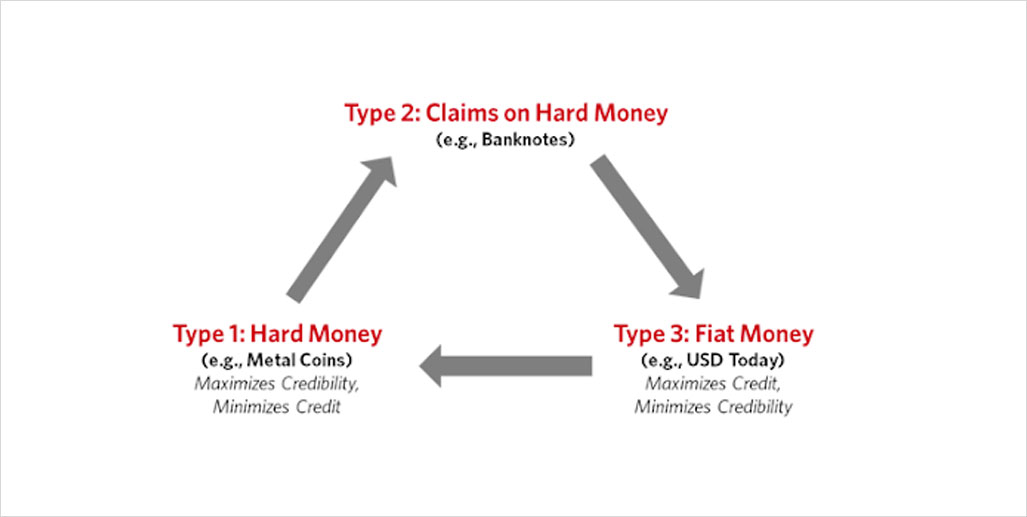 Type 2: Claims on Hard Money
(e.g., Banknotes)
Type 1: Hard Money
(e.g., Metal Coins)
Maximizes Credibility,
Minimizes Credit
Type 3: Fiat Money
(e.g., USD Today)
Maximizes Credit,
Minimizes Credibility